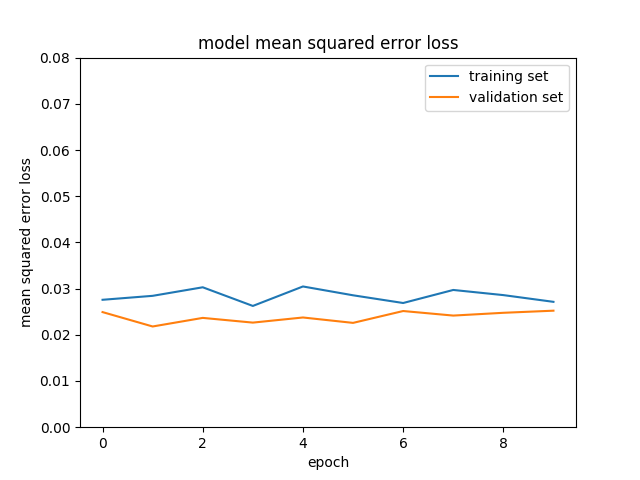 model mean squared error loss
training set
validation set
0.08
0.07
0.06
0.05
0.04
0.03
0.02
0.01
0.00
mean squared error loss
0 2 4 6 8
epoch